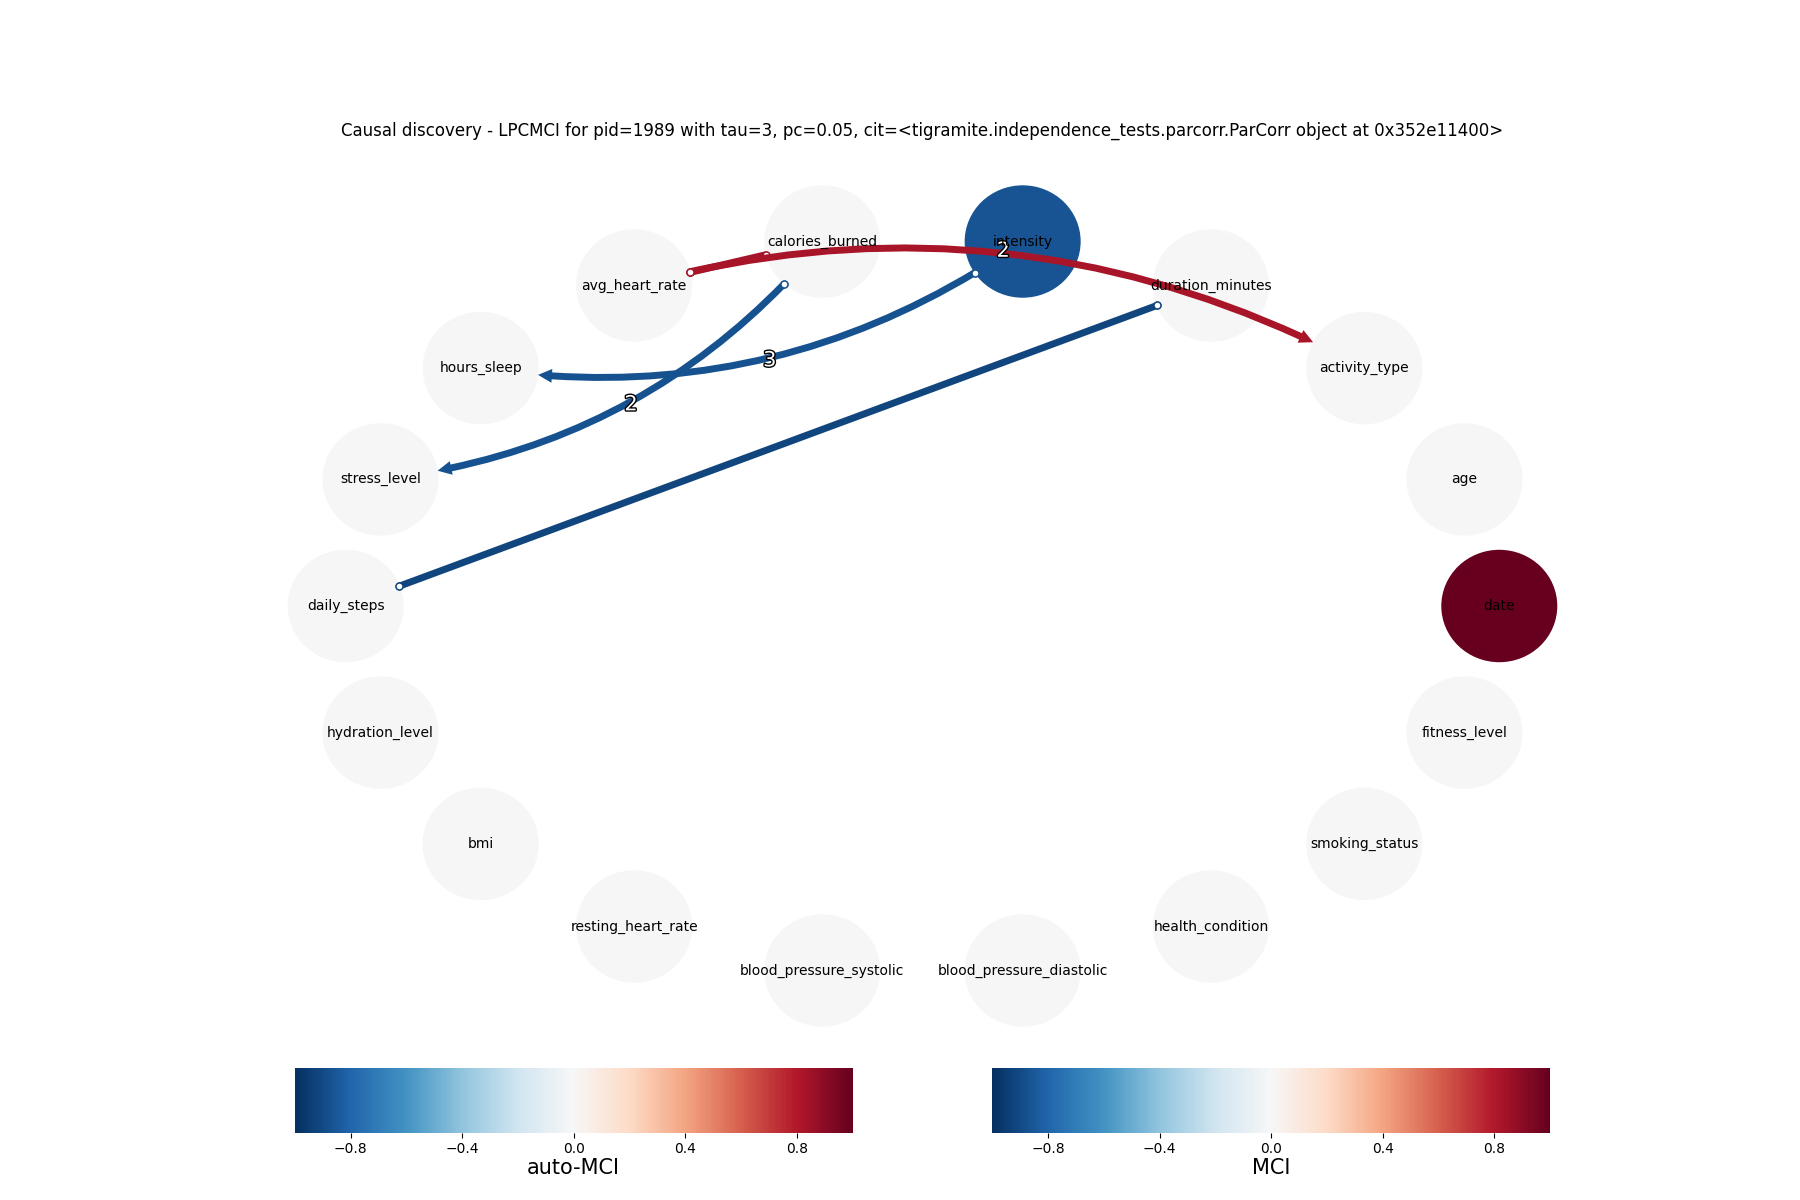 Causal discovery - LPCMCI for pid=1989 with tau=3, pc=0.05, cit=<tigramite.independence_tests.parcorr.ParCorr object at 0x352e11400>
calories_burned
intensity
2
avg_heart_rate
duration_minutes
3
hours_sleep
activity_type
2
stress_level
age
daily_steps
date
hydration_level
fitness_level
bmi
smoking_status
resting_heart_rate
health_condition
blood_pressure_systolic
blood_pressure_diastolic
−0.8 −0.4 0.0 0.4 0.8
auto-MCI
−0.8 −0.4 0.0 0.4 0.8
MCI